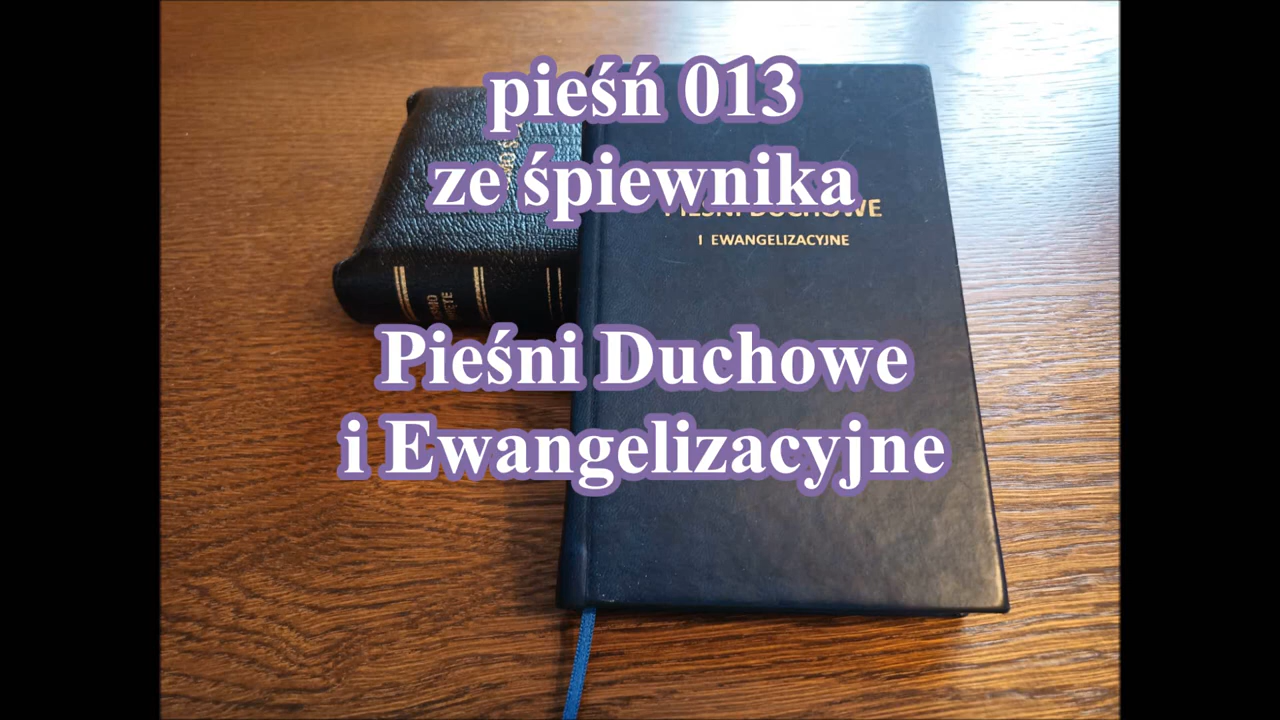 pieśń 013
ze śpiewnika
PIEŚNI DUCHOWE
I EWANGELIZACYJNE
Pieśni Duchowe
i Ewangelizacyjne